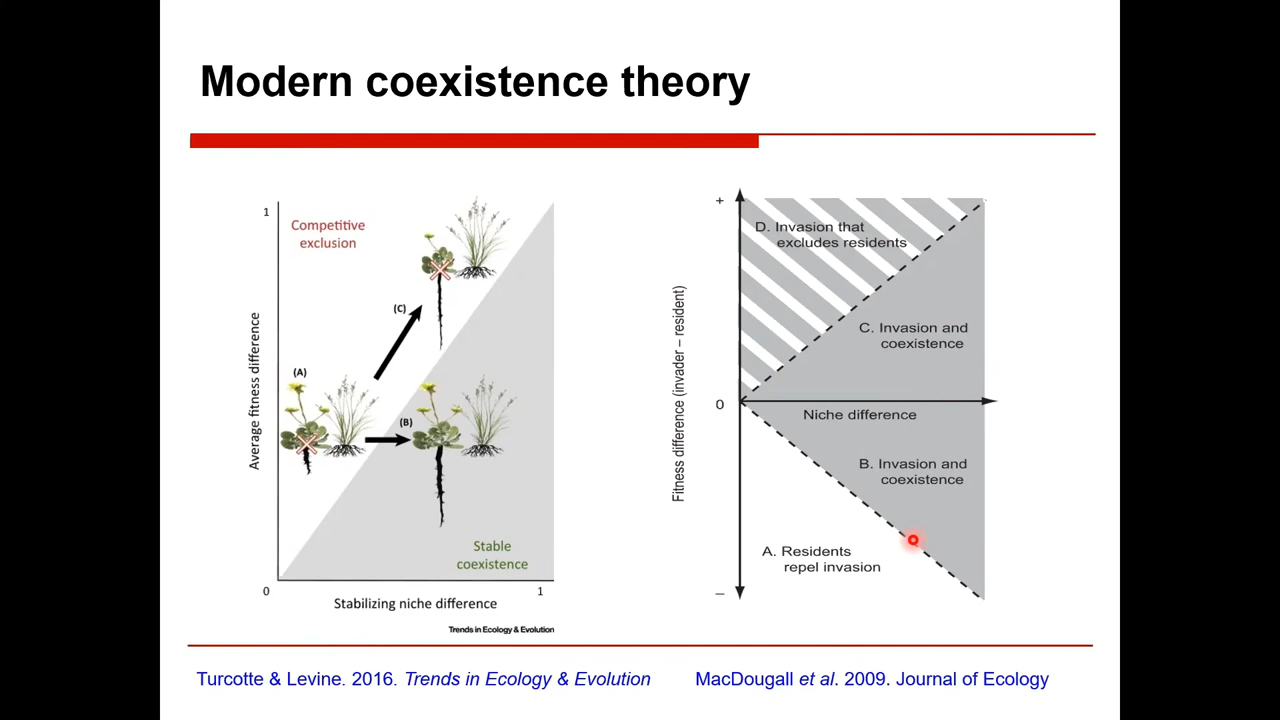 Modern coexistence theory
1
Competitive
exclusion
(C)
(A)
(B)
Average fitness difference
Stable
coexistence
0
1
Stabilizing niche difference
Trends in Ecology & Evolution
+
D. Invasion that
excludes residents
C. Invasion and
coexistence
Fitness difference (invader – resident)
0
Niche difference
B. Invasion and
coexistence
A. Residents
repel invasion
–
Turcotte & Levine. 2016. Trends in Ecology & Evolution
MacDougall et al. 2009. Journal of Ecology